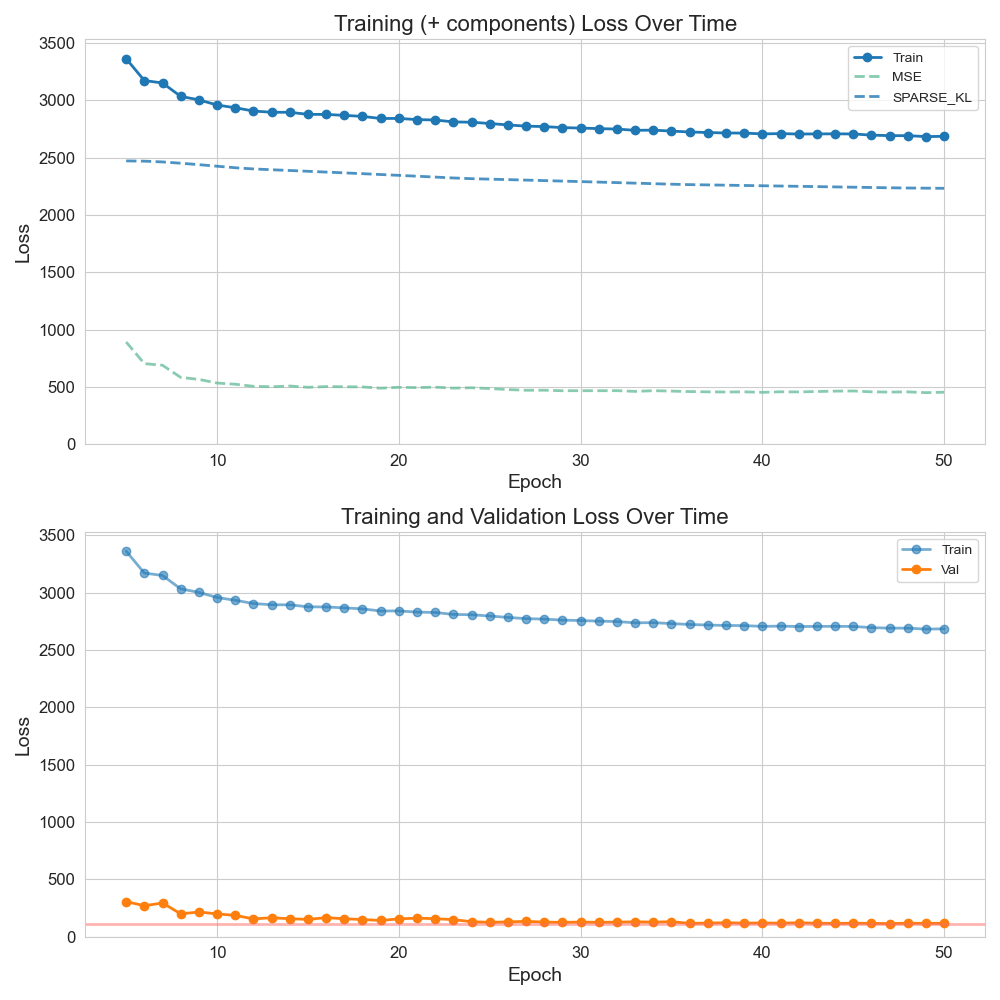 Training (+ components) Loss Over Time
3500
3000
2500
2000
1500
1000
500
0
Loss
Train
MSE
SPARSE_KL
10 20 30 40 50
Epoch
Training and Validation Loss Over Time
3500
3000
2500
2000
1500
1000
500
0
Loss
Train
Val
10 20 30 40 50
Epoch